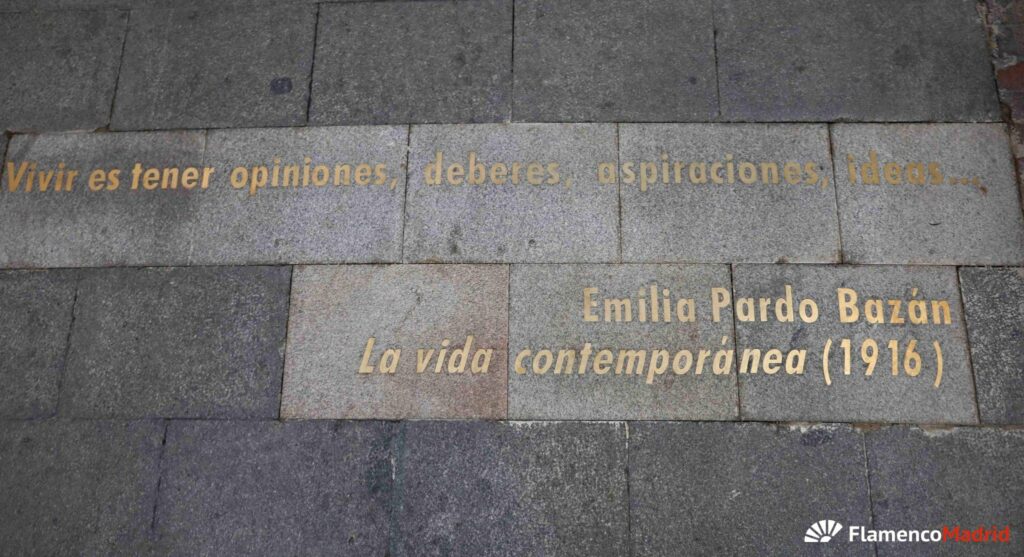 Vivir es tener opiniones, deberes, aspiraciones, ideas...
Emilia Pardo Bazán
La vida contemporánea (1916)
FlamencoMadrid